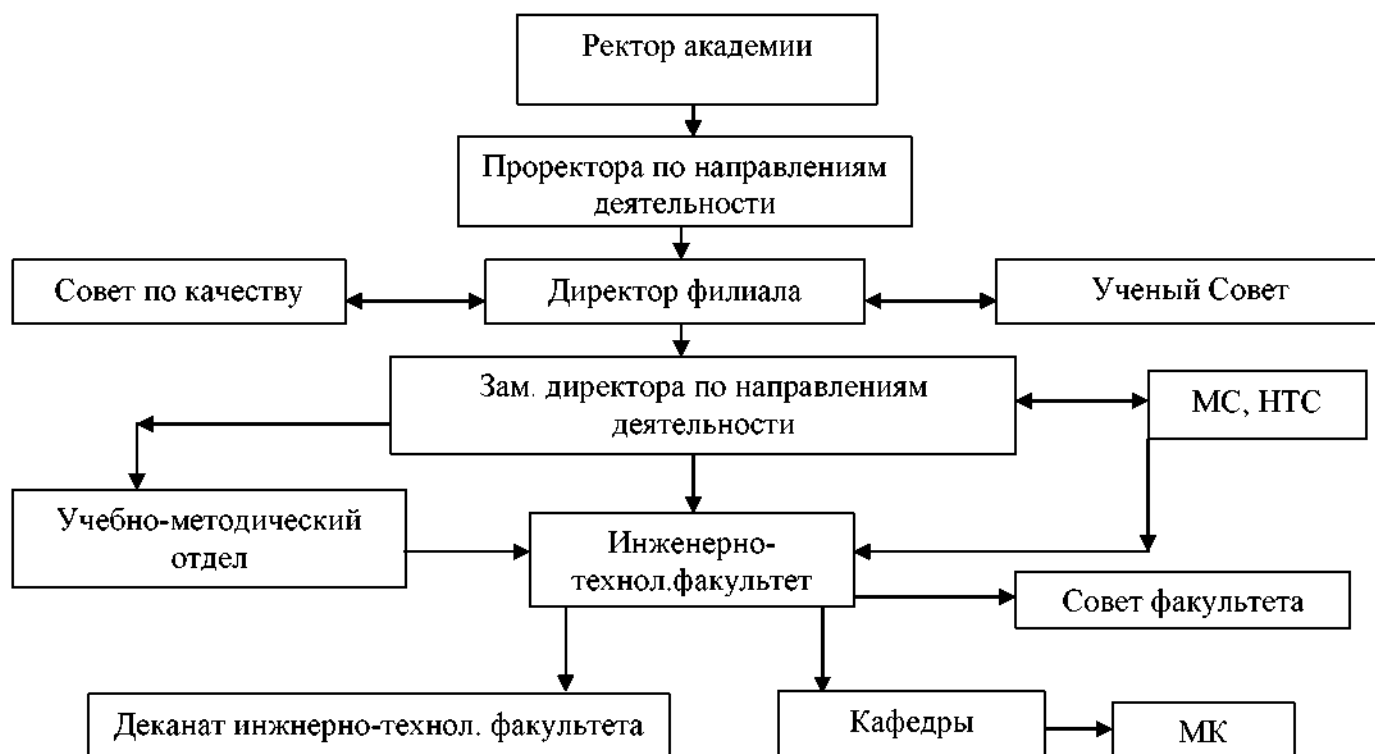 Ректор академии
Проректора по направлениям
деятельности
Совет по качеству
Директор филиала
Ученый Совет
Зам. директора по направлениям
деятельности
МС, НТС
Учебно-методический
отдел
Инженерно-
технол.факультет
Совет факультета
Деканат инжнерно-технол. факультета
Кафедры
МК